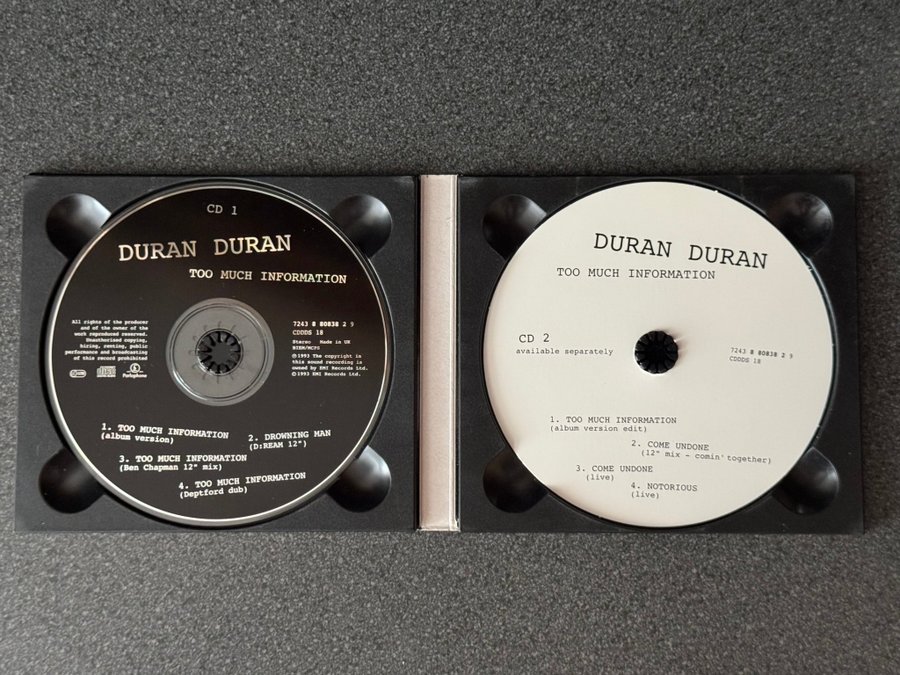 CD 1
DURAN DURAN
TOO MUCH INFORMATION
All rights of the producer
and of the owner of the
work reproduced reserved.
Unauthorised copying,
hiring, renting, public
performance and broadcasting
of this record prohibited
Parlophone
7243 8 80838 2 9
CDDDS 18
Stereo Made in UK
BIEM/MCPS
℗ 1993 The copyright in
this sound recording is
owned by EMI Records Ltd.
© 1993 EMI Records Ltd.
1. TOO MUCH INFORMATION
(album version)
2. DROWNING MAN
(D:REAM 12")
3. TOO MUCH INFORMATION
(Ben Chapman 12" mix)
4. TOO MUCH INFORMATION
(Deptford dub)
DURAN DURAN
TOO MUCH INFORMATION
CD 2
available separately
7243 8 80838 2 9
CDDDS 18
1. TOO MUCH INFORMATION
(album version edit)
2. COME UNDONE
(12" mix - comin' together)
3. COME UNDONE
(live)
4. NOTORIOUS
(live)